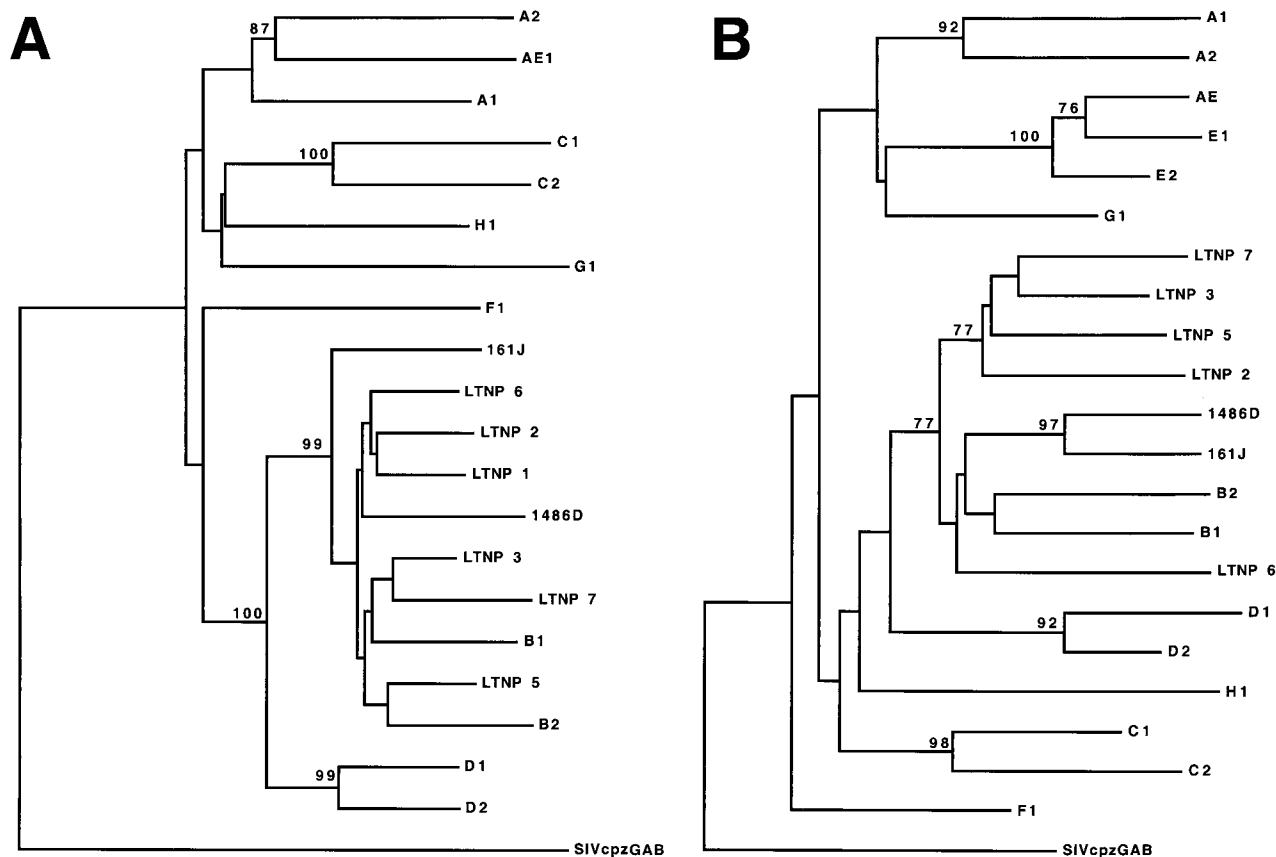 A
87
A2
AE1
A1
100
C1
C2
H1
G1
F1
161J
LTNP 6
99
LTNP 2
LTNP 1
1486D
LTNP 3
LTNP 7
100
B1
LTNP 5
B2
99
D1
D2
SIVcpzGAB
B
92
A1
A2
76
AE
100
E1
E2
G1
LTNP 7
LTNP 3
77
LTNP 5
LTNP 2
77
97
1486D
161J
B2
B1
LTNP 6
92
D1
D2
H1
98
C1
C2
F1
SIVcpzGAB